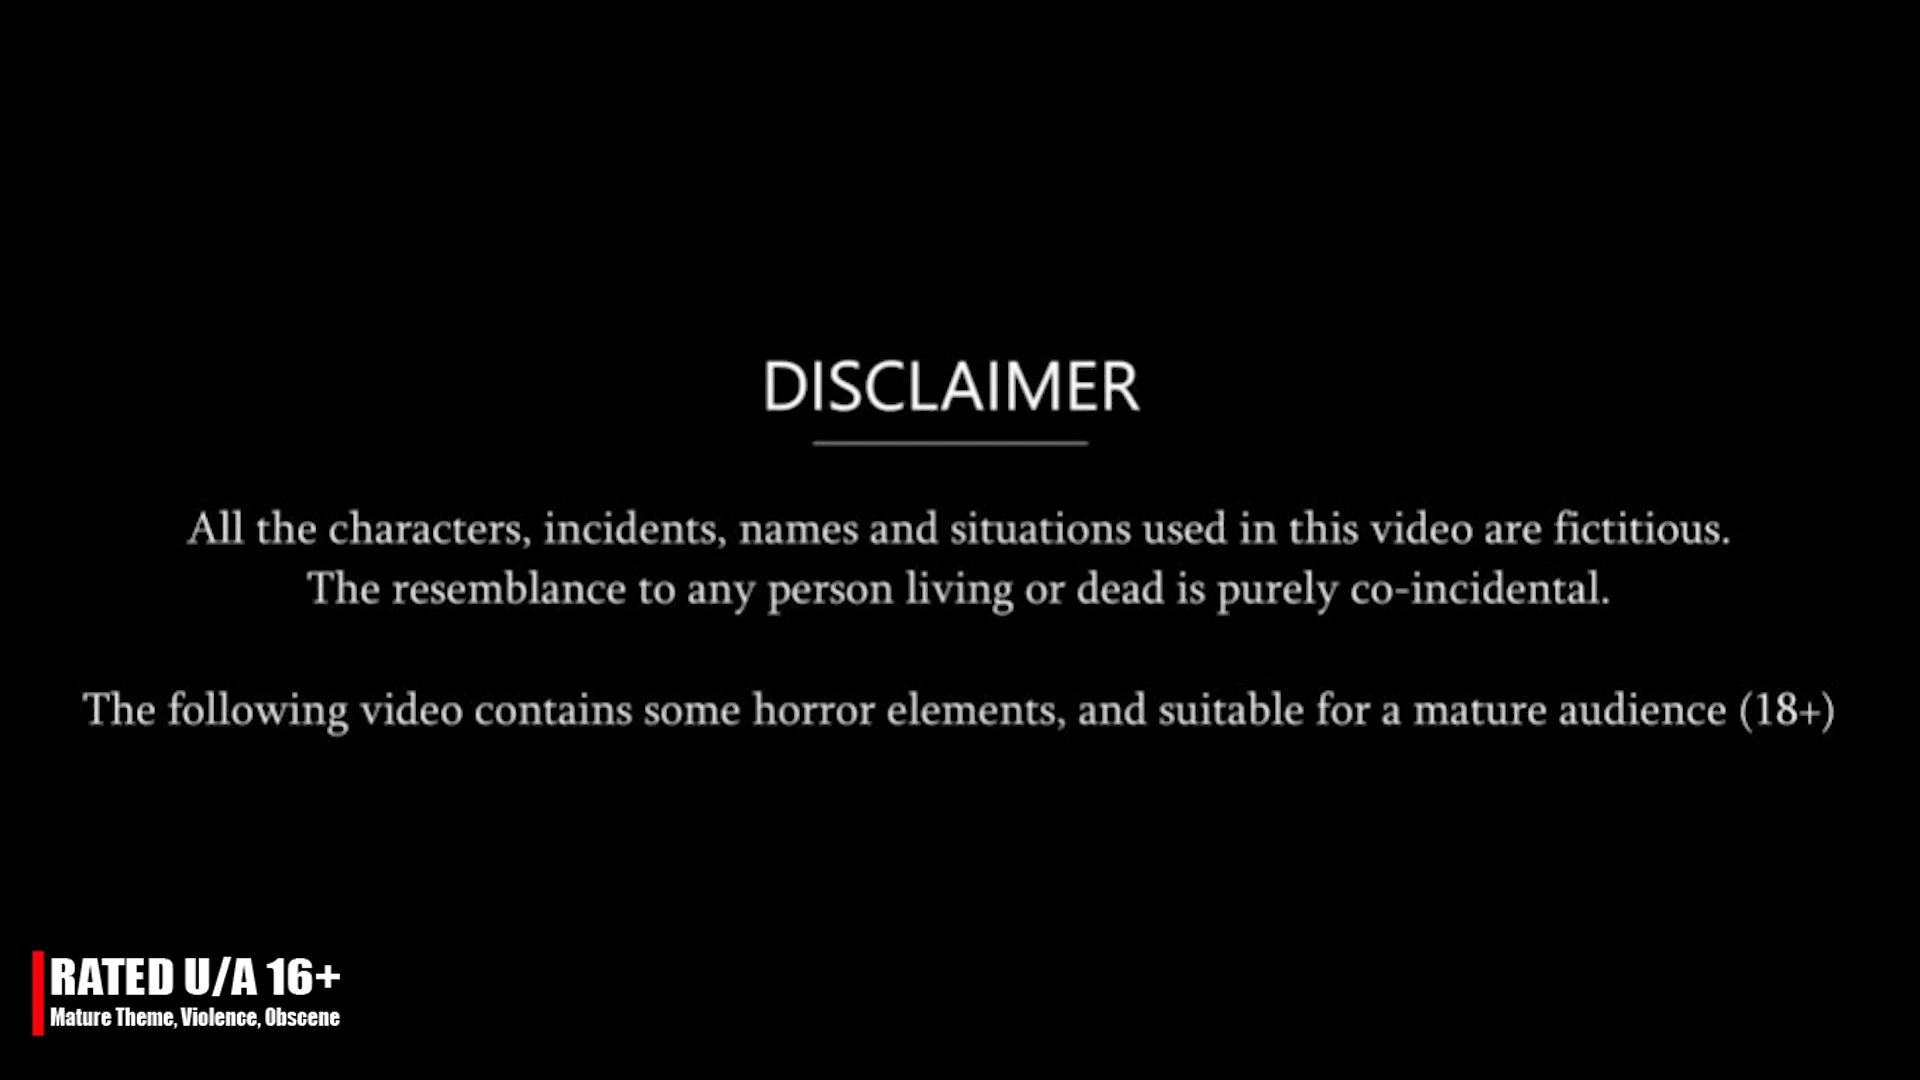 DISCLAIMER
All the characters, incidents, names and situations used in this video are fictitious.
The resemblance to any person living or dead is purely co-incidental.
The following video contains some horror elements, and suitable for a mature audience (18+)
RATED U/A 16+
Mature Theme, Violence, Obscene